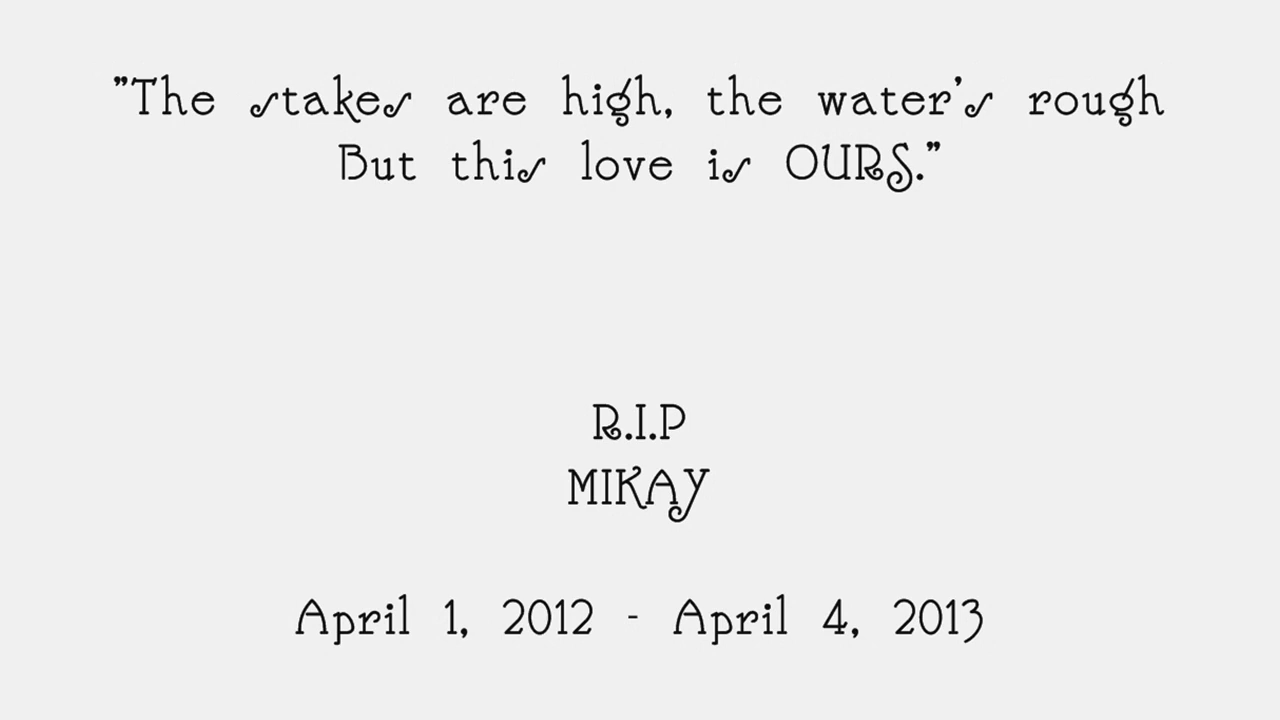 "The stakes are high, the water's rough
But this love is OURS."
R.I.P
MIKAY
April 1, 2012 - April 4, 2013